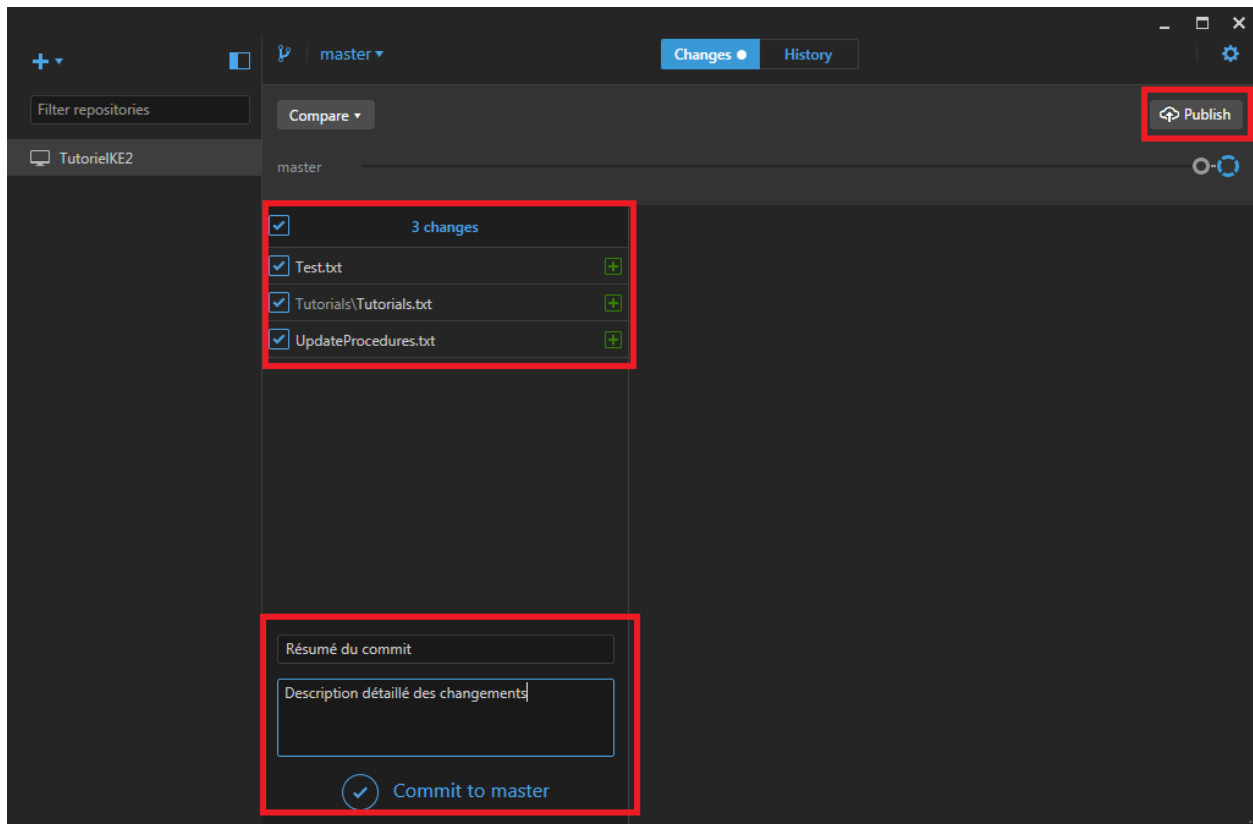 master
Changes
History
Filter repositories
Compare
Publish
TutorielKE2
master
3 changes
Test.txt
Tutorials\Tutorials.txt
UpdateProcedures.txt
Résumé du commit
Description détaillé des changements
Commit to master